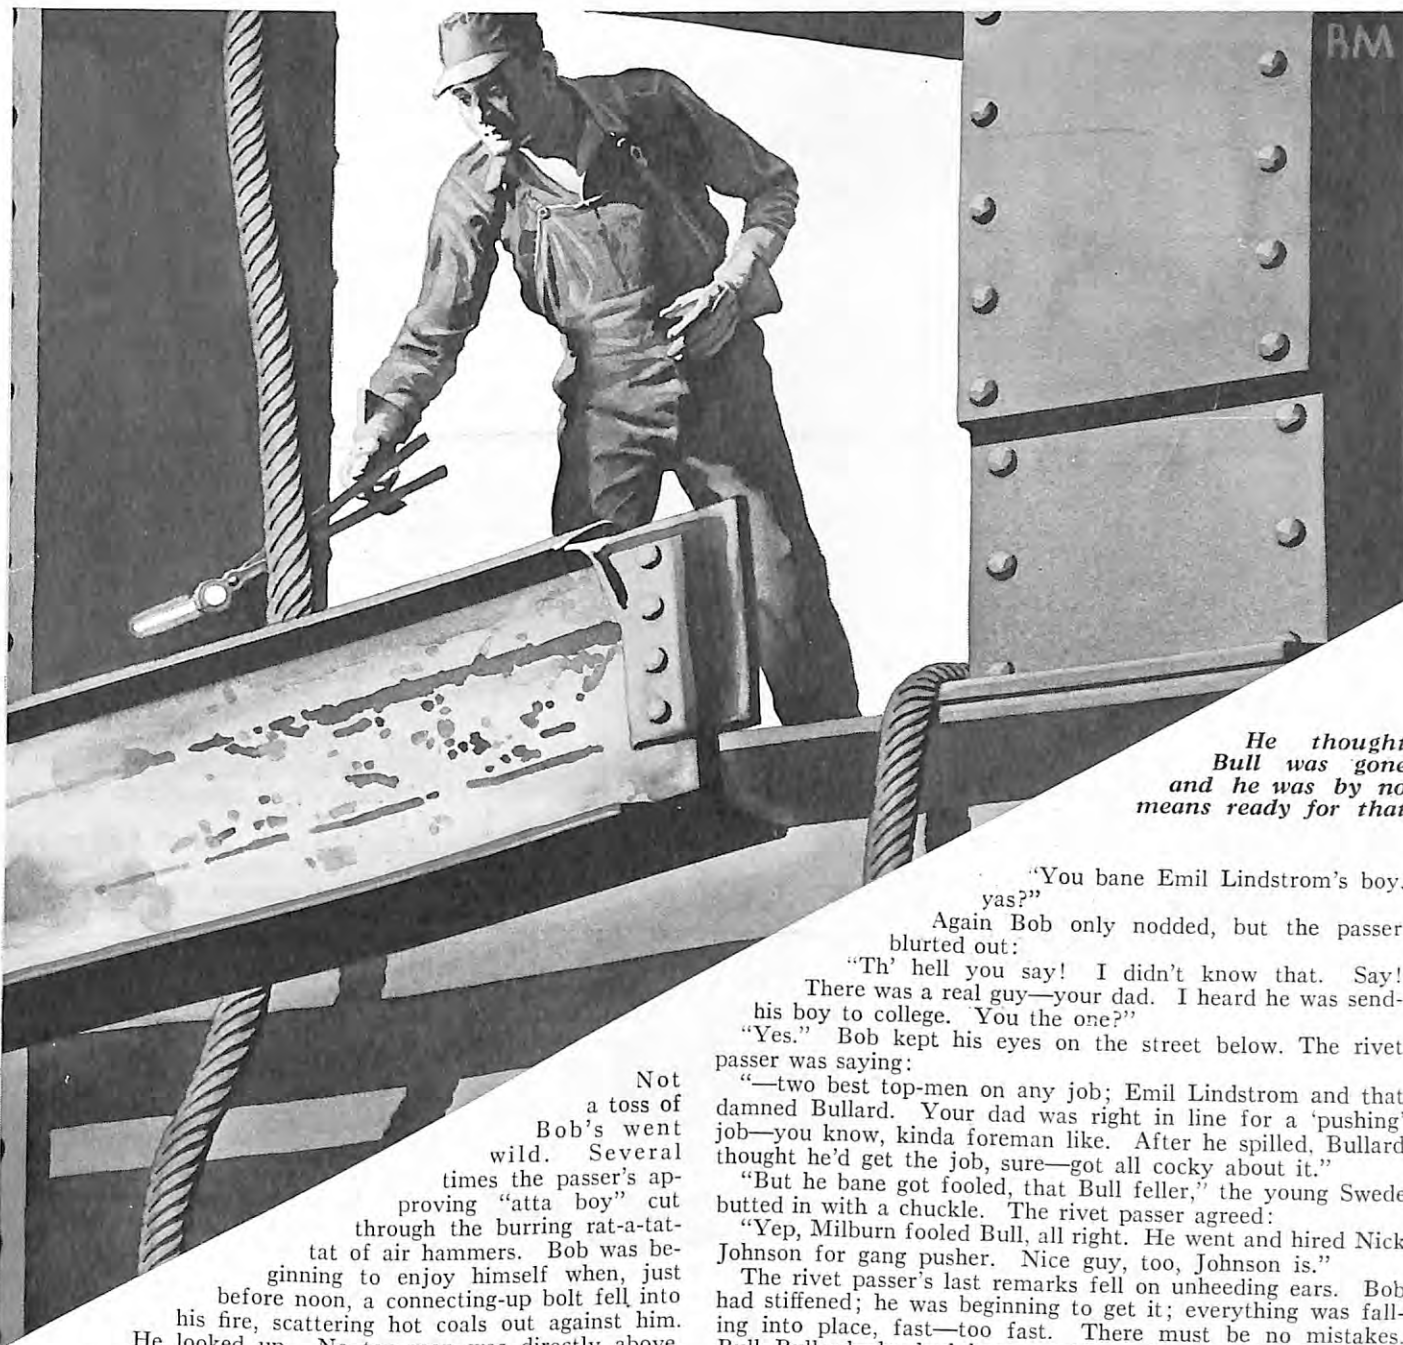 RM
He thought
Bull was gone
and he was by no
means ready for that
Not
a toss of
Bob's went
wild. Several
times the passer's ap-
proving "atta boy" cut
through the burring rat-a-tat-
tat of air hammers. Bob was be-
ginning to enjoy himself when, just
before noon, a connecting-up bolt fell into
his fire, scattering hot coals out against him.
He looked up. No top man was directly above.
"You bane Emil Lindstrom's boy,
yas?"
Again Bob only nodded, but the passer
blurted out:
"Th' hell you say! I didn't know that. Say!
There was a real guy—your dad. I heard he was send-
his boy to college. You the one?"
"Yes." Bob kept his eyes on the street below. The rivet
passer was saying:
"—two best top-men on any job; Emil Lindstrom and that
damned Bullard. Your dad was right in line for a 'pushing'
job—you know, kinda foreman like. After he spilled, Bullard
thought he'd get the job, sure—got all cocky about it."
"But he bane got fooled, that Bull feller," the young Swede
butted in with a chuckle. The rivet passer agreed:
"Yep, Milburn fooled Bull, all right. He went and hired Nick
Johnson for gang pusher. Nice guy, too, Johnson is."
The rivet passer's last remarks fell on unheeding ears. Bob
had stiffened; he was beginning to get it; everything was fall-
ing into place, fast—too fast. There must be no mistakes.